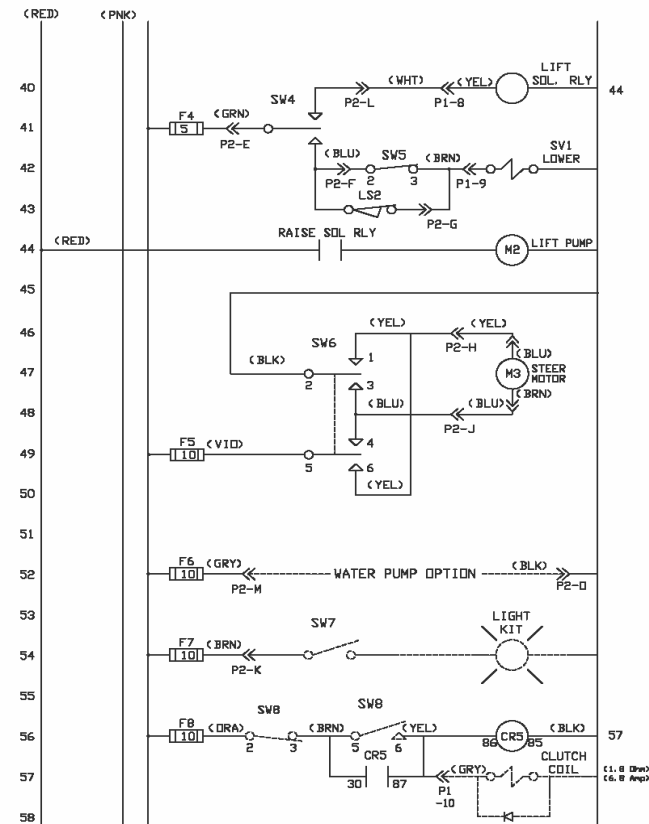 (RED) (PNK)
LIFT
40 (WHT) (YEL) SOL. RLY 44
SW4 P2-L P1-8
F4 (GRN)
41 5
P2-E SV1
(BLU) SW5 (BRN) LOWER
42
P2-F 2 3 P1-9
LS2
43
P2-G
RAISE SOL RLY
(RED)
44 M2 LIFT PUMP
45
(YEL) (YEL)
46
SW6 P2-H
(BLK) 1 (BLU)
47 2 3 M3 STEER
MOTOR
(BRN)
(BLU) (BLU)
48
P2-J
F5 (VIO) 4
49 10
5 6
(YEL)
50
51
F6 (GRY) (BLK)
52 10 WATER PUMP OPTION
P2-M P2-O
53
SW7 LIGHT
KIT
F7 (BRN)
54 10
P2-K
55
SW8 SW8
F8 (ORA) (BRN) (YEL) (BLK)
56 10 2 3 5 6 86 CR5 85 57
CR5 (GRY) CLUTCH
COIL
57 30 87 P1
-10
(1.8 Ohm)
(6.8 Amp)
58